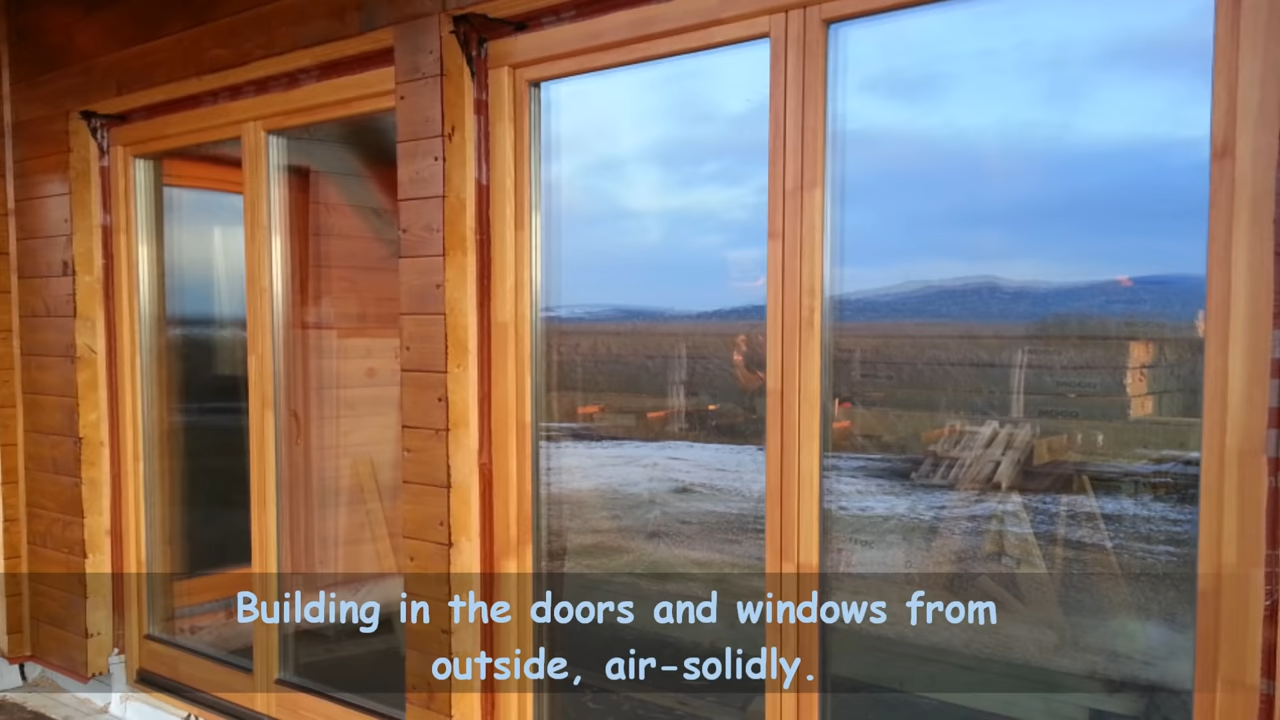 Building in the doors and windows from
outside, air-solidly.